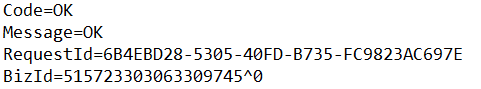 Code=OK
Message=OK
RequestId=6B4EBD28-5305-40FD-B735-FC9823AC697E
BizId=515723303063309745^0